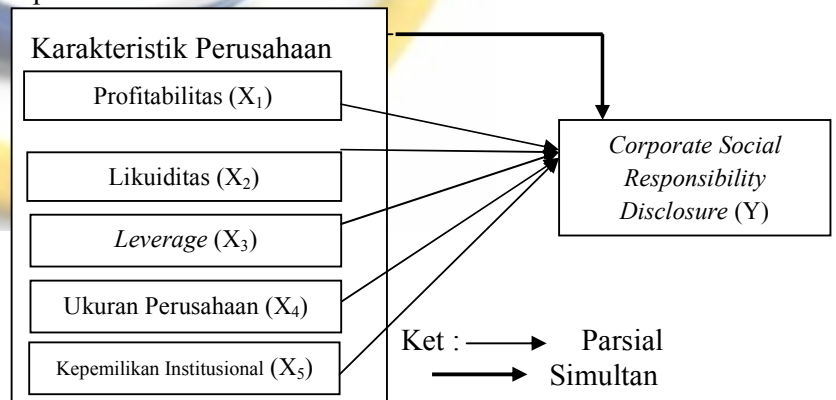 Karakteristik Perusahaan
Profitabilitas (X₁)
Likuiditas (X₂)
Leverage (X₃)
Ukuran Perusahaan (X₄)
Kepemilikan Institusional (X₅)
Corporate Social
Responsibility
Disclosure (Y)
Ket : Parsial
Simultan